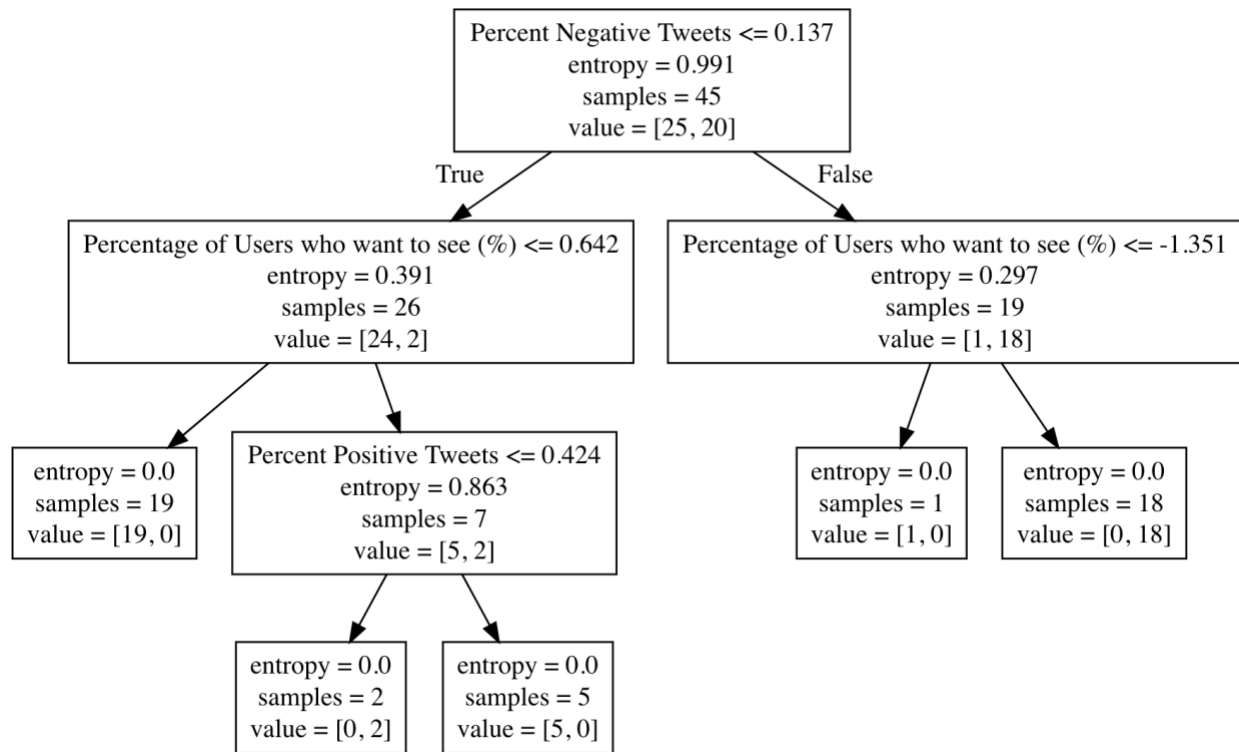 Percent Negative Tweets <= 0.137
entropy = 0.991
samples = 45
value = [25, 20]
True
False
Percentage of Users who want to see (%) <= 0.642
entropy = 0.391
samples = 26
value = [24, 2]
Percentage of Users who want to see (%) <= -1.351
entropy = 0.297
samples = 19
value = [1, 18]
entropy = 0.0
samples = 19
value = [19, 0]
Percent Positive Tweets <= 0.424
entropy = 0.863
samples = 7
value = [5, 2]
entropy = 0.0
samples = 1
value = [1, 0]
entropy = 0.0
samples = 18
value = [0, 18]
entropy = 0.0
samples = 2
value = [0, 2]
entropy = 0.0
samples = 5
value = [5, 0]